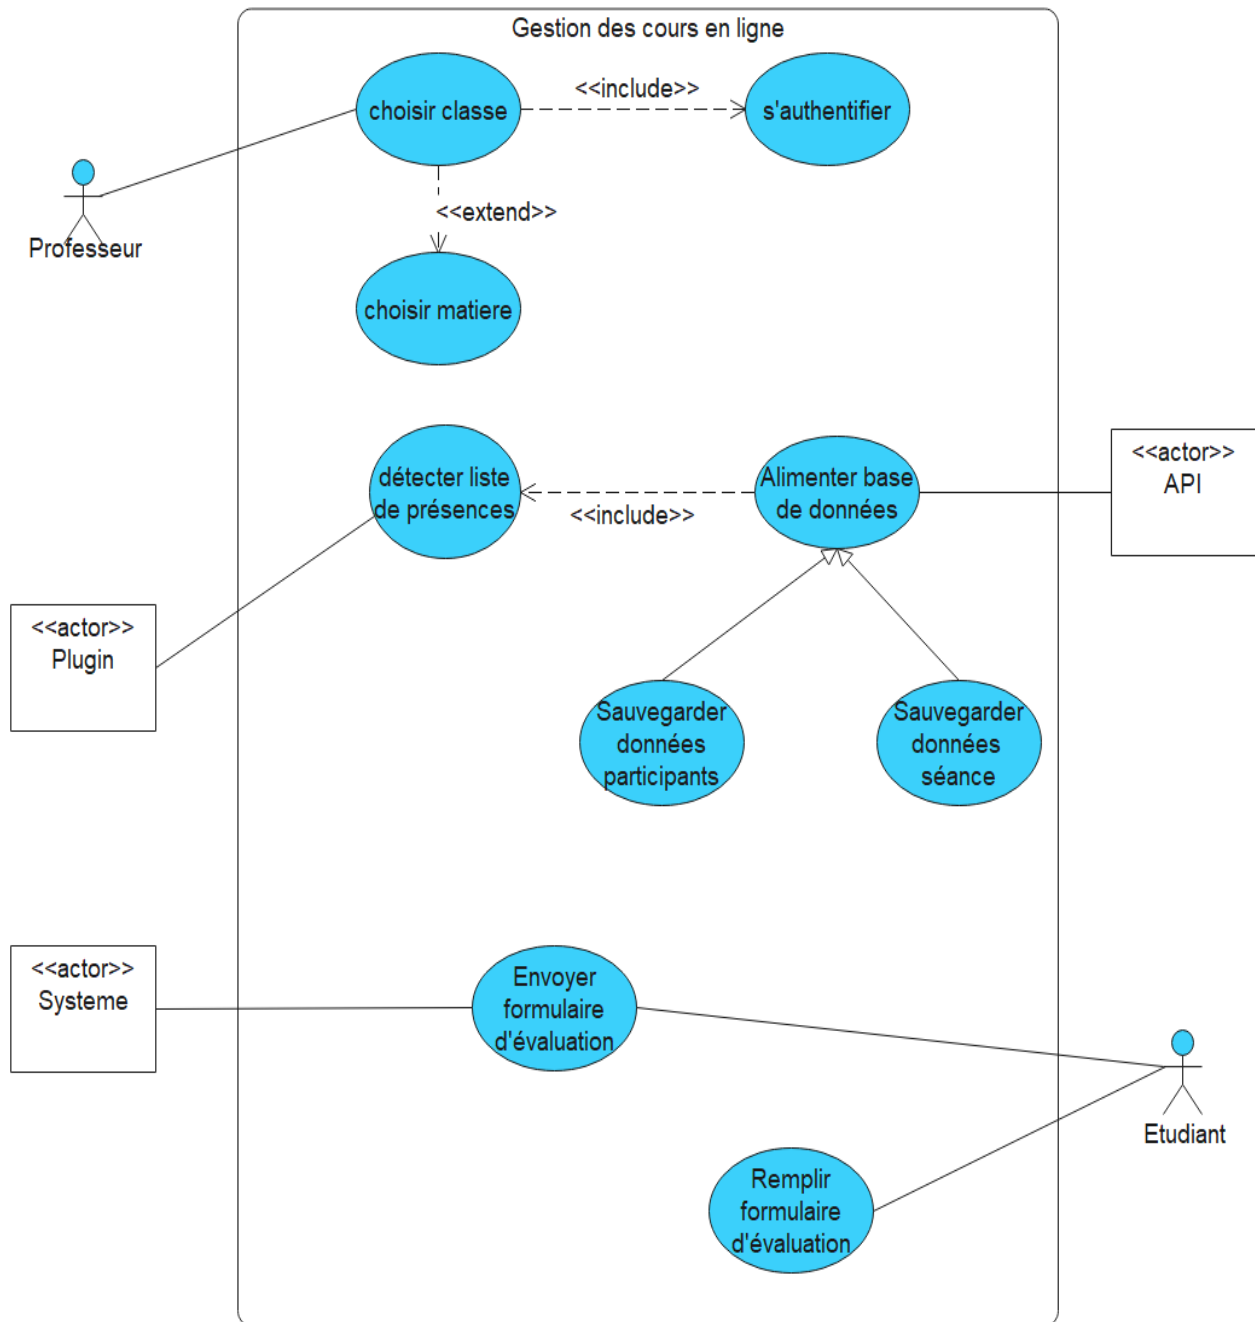 Gestion des cours en ligne
choisir classe
<<include>>
s'authentifier
Professeur
<<extend>>
choisir matiere
détecter liste
de présences
<<include>>
Alimenter base
de données
<<actor>>
API
<<actor>>
Plugin
Sauvegarder
données
participants
Sauvegarder
données
séance
<<actor>>
Systeme
Envoyer
formulaire
d'évaluation
Etudiant
Remplir
formulaire
d'évaluation